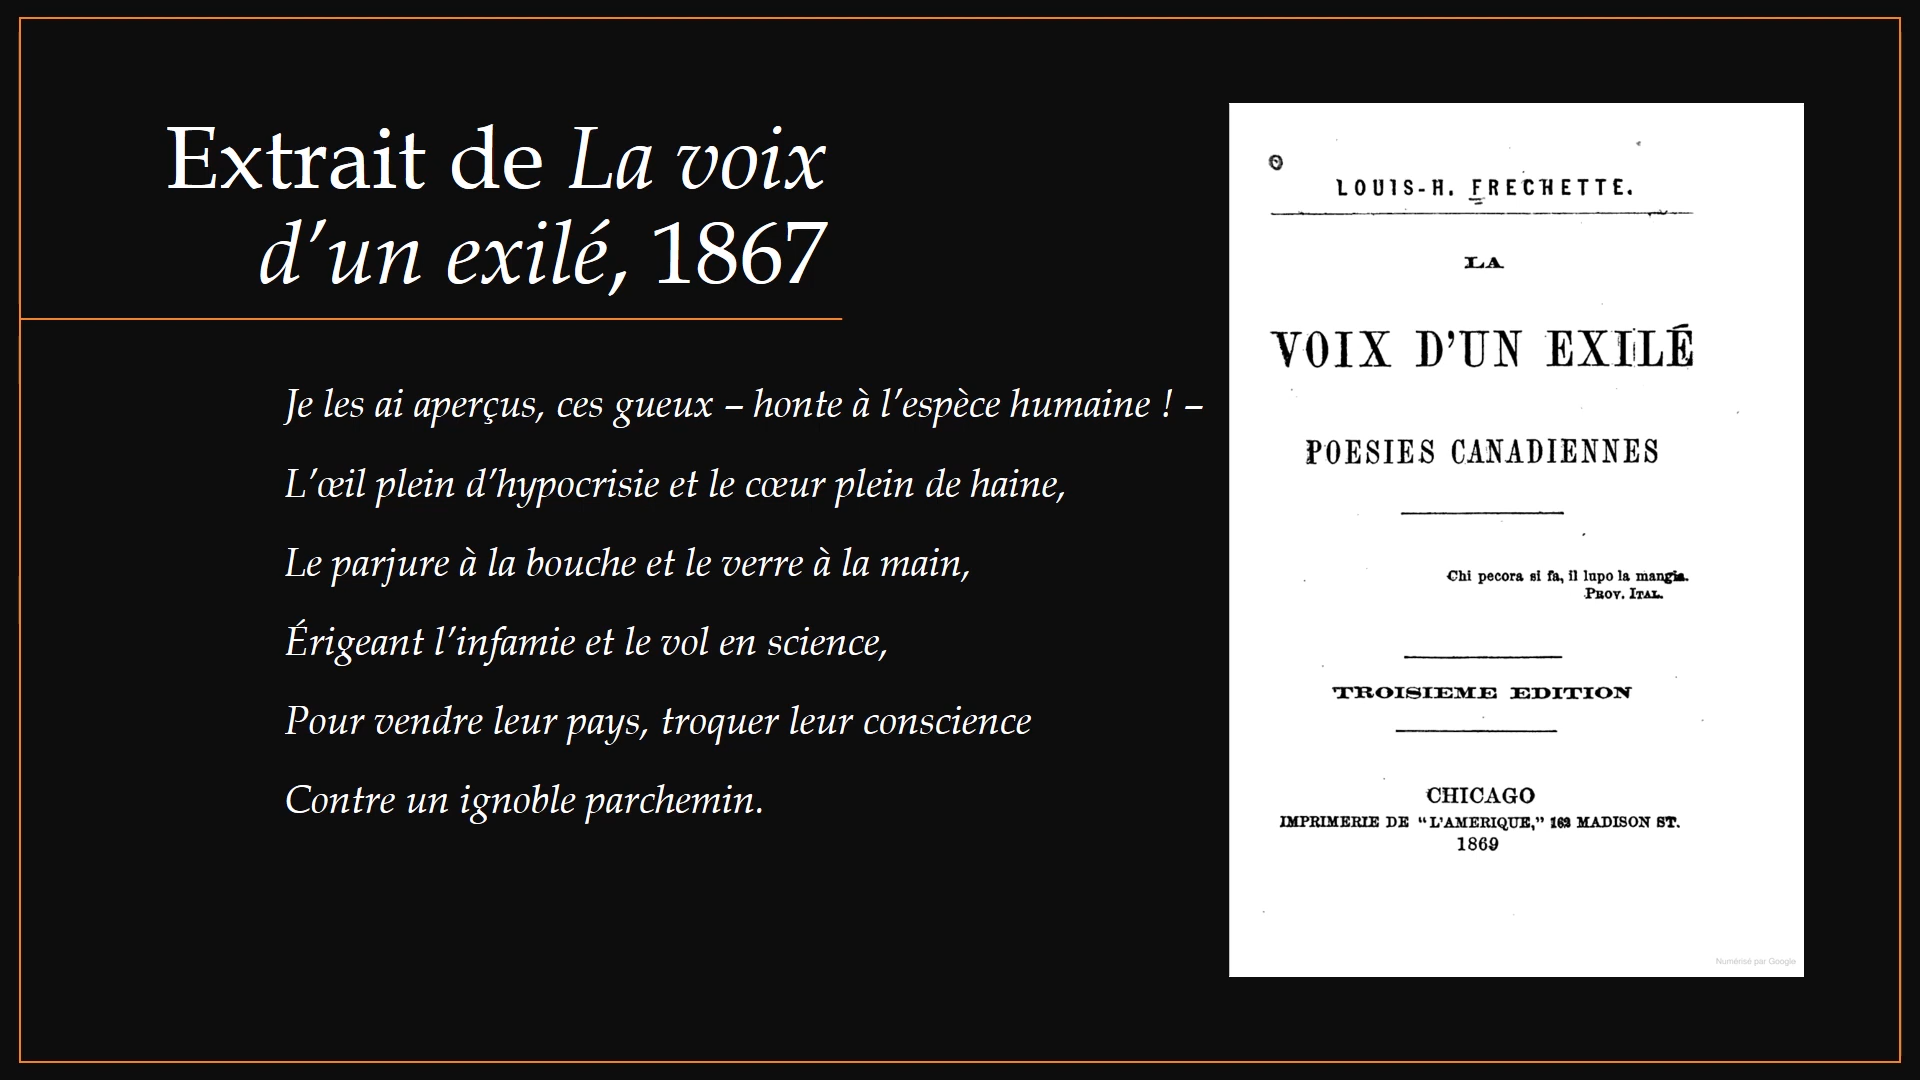 Extrait de La voix
d’un exilé, 1867
Je les ai aperçus, ces gueux – honte à l’espèce humaine ! –
L’œil plein d’hypocrisie et le cœur plein de haine,
Le parjure à la bouche et le verre à la main,
Érigeant l’infamie et le vol en science,
Pour vendre leur pays, troquer leur conscience
Contre un ignoble parchemin.
LOUIS-H. FRECHETTE.
LA
VOIX D’UN EXILÉ
POESIES CANADIENNES
Chi pecora si fa, il lupo la mangia.
PROV. ITAL.
TROISIEME EDITION
CHICAGO
IMPRIMERIE DE “L’AMERIQUE,” 162 MADISON ST.
1869
Numérisé par Google